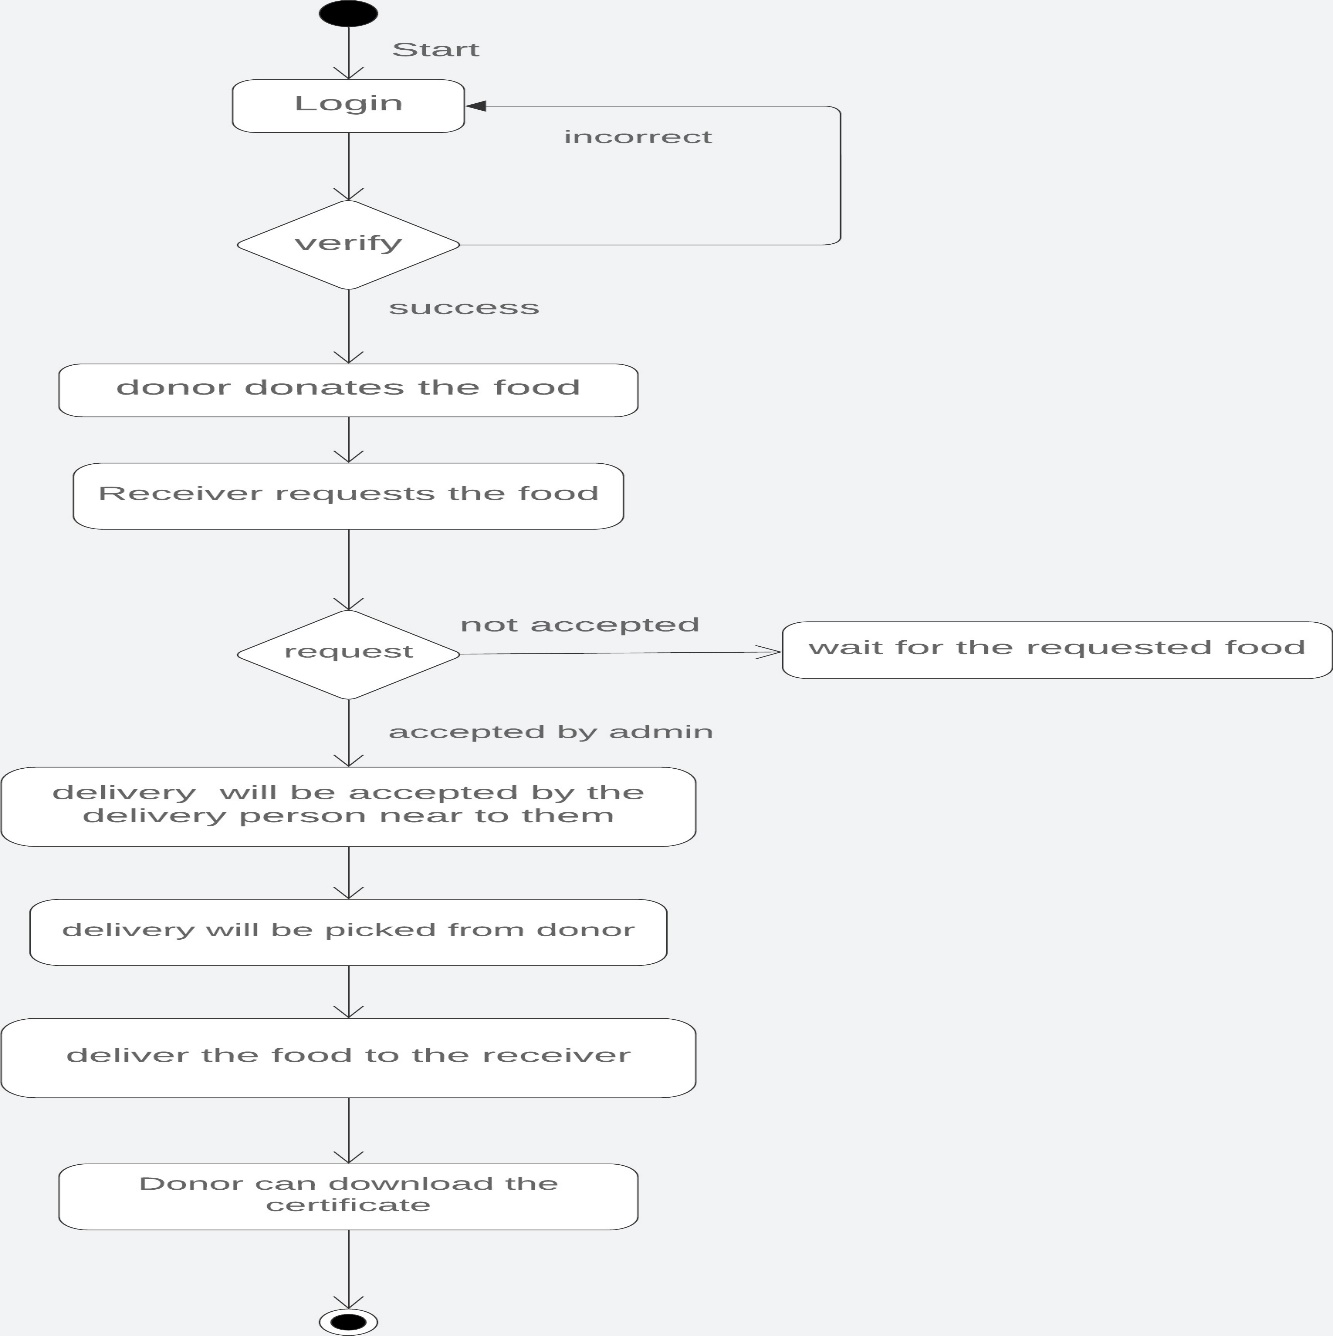 Start
Login
incorrect
verify
success
donor donates the food
Receiver requests the food
not accepted
request
wait for the requested food
accepted by admin
delivery  will be accepted by the
delivery person near to them
delivery will be picked from donor
deliver the food to the receiver
Donor can download the
certificate